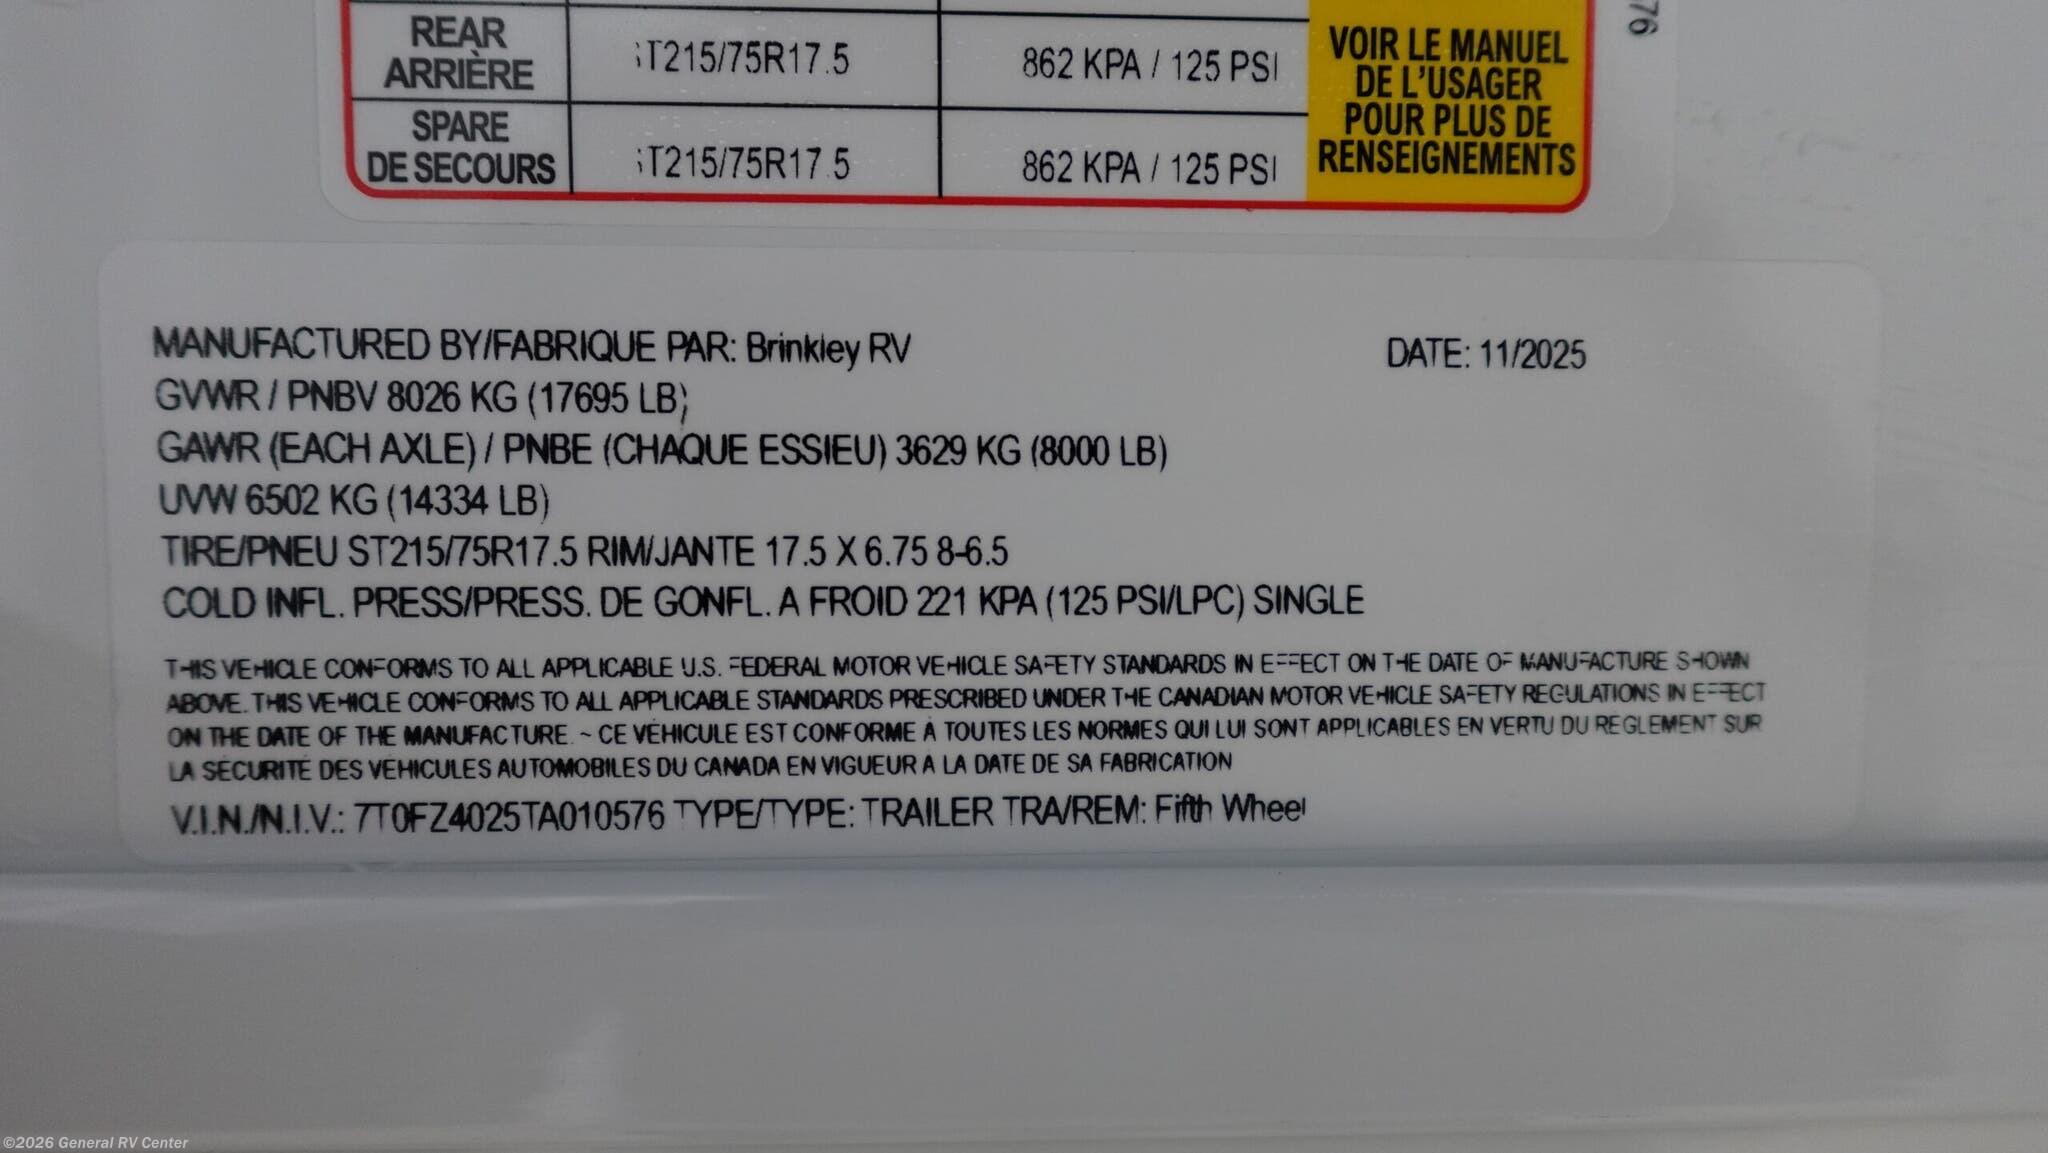 76
REAR
ARRIÈRE
ST215/75R17.5
862 KPA / 125 PSI
SPARE
DE SECOURS
ST215/75R17.5
862 KPA / 125 PSI
VOIR LE MANUEL
DE L'USAGER
POUR PLUS DE
RENSEIGNEMENTS
MANUFACTURED BY/FABRIQUE PAR: Brinkley RV
DATE: 11/2025
GVWR / PNBV 8026 KG (17695 LB)
GAWR (EACH AXLE) / PNBE (CHAQUE ESSIEU) 3629 KG (8000 LB)
UVW 6502 KG (14334 LB)
TIRE/PNEU ST215/75R17.5 RIM/JANTE 17.5 X 6.75 8-6.5
COLD INFL. PRESS/PRESS. DE GONFL. A FROID 221 KPA (125 PSI/LPC) SINGLE
THIS VEHICLE CONFORMS TO ALL APPLICABLE U.S. FEDERAL MOTOR VEHICLE SAFETY STANDARDS IN EFFECT ON THE DATE OF MANUFACTURE SHOWN
ABOVE. THIS VEHICLE CONFORMS TO ALL APPLICABLE STANDARDS PRESCRIBED UNDER THE CANADIAN MOTOR VEHICLE SAFETY REGULATIONS IN EFFECT
ON THE DATE OF THE MANUFACTURE. ~ CE VÉHICULE EST CONFORME À TOUTES LES NORMES QUI LUI SONT APPLICABLES EN VERTU DU RÈGLEMENT SUR
LA SÉCURITÉ DES VÉHICULES AUTOMOBILES DU CANADA EN VIGUEUR À LA DATE DE SA FABRICATION
V.I.N./N.I.V.: 7T0FZ4025TA010576 TYPE/TYPE: TRAILER TRA/REM: Fifth Wheel
©2026 General RV Center